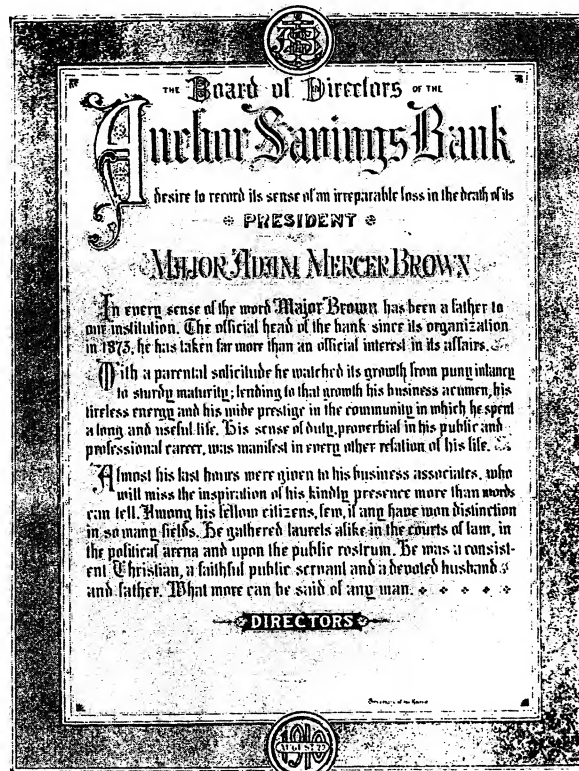 THE Board of Directors OF THE
Anchor Savings Bank
desire to record its sense of an irreparable loss in the death of its
PRESIDENT
MAJOR ADAM MERCER BROWN
In every sense of the word Major Brown has been a father to
our institution. The official head of the bank since its organization
in 1873, he has taken far more than an official interest in its affairs.
With a parental solicitude he watched its growth from puny infancy
to sturdy maturity; lending to that growth his business acumen, his
tireless energy and his wide prestige in the community in which he spent
a long and useful life. His sense of duty, proverbial in his public and
professional career, was manifest in every other relation of his life.
Almost his last hours were given to his business associates, who
will miss the inspiration of his kindly presence more than words
can tell. Among his fellow citizens, few, if any have won distinction
in so many fields. He gathered laurels alike in the courts of law, in
the political arena and upon the public rostrum. He was a consist-
ent Christian, a faithful public servant and a devoted husband
and father. What more can be said of any man.
DIRECTORS
1910
AUGUST 22